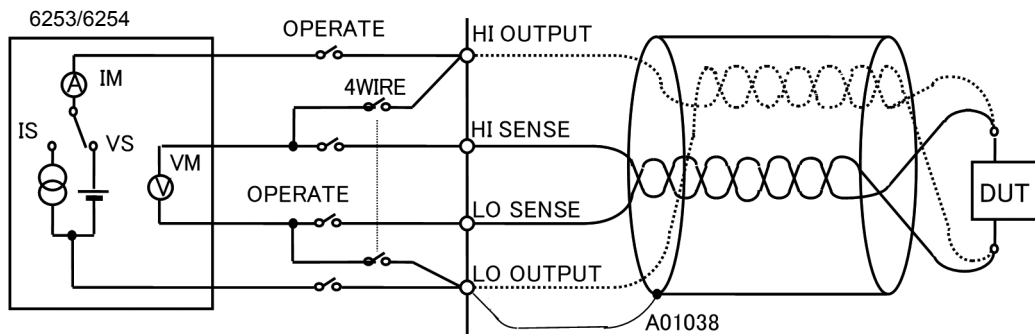 6253/6254
OPERATE
HI OUTPUT
A
IM
4WIRE
IS
VS
VM
HI SENSE
V
OPERATE
LO SENSE
DUT
LO OUTPUT
A01038